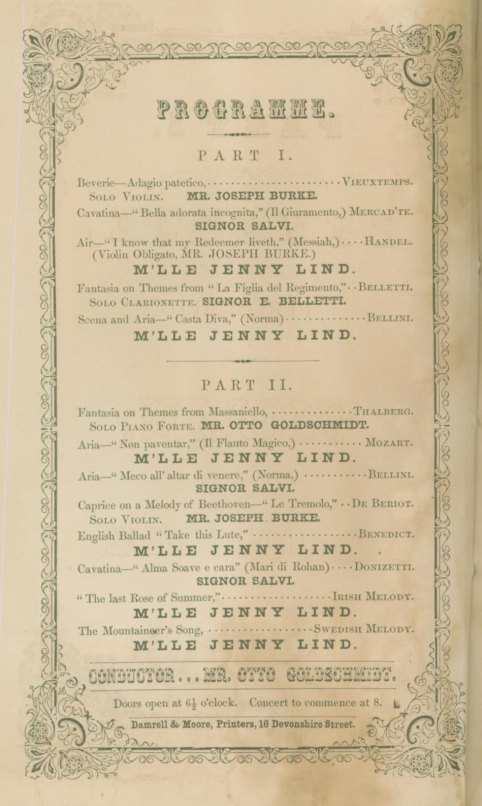 PROGRAMME.
PART I.
Beverie—Adagio patetico, . . . . . . . . . . . . . . . . . . . . . . VIEUXTEMPS.
SOLO VIOLIN. MR. JOSEPH BURKE.
Cavatina—“ Bella adorata incognita,” (Il Giuramento,) MERCAD'TE.
SIGNOR SALVI.
Air—“ I know that my Redeemer liveth,” (Messiah,) . . . . HANDEL.
(Violin Obligato, MR. JOSEPH BURKE.)
M'LLE JENNY LIND.
Fantasia on Themes from “ La Figlia del Regimento,” . . BELLETTI.
SOLO CLARIONETTE. SIGNOR E. BELLETTI.
Scena and Aria—“ Casta Diva,” (Norma) . . . . . . . . . . . . . . BELLINI.
M'LLE JENNY LIND.
PART II.
Fantasia on Themes from Massaniello, . . . . . . . . . . . . . . THALBERG.
SOLO PIANO FORTE. MR. OTTO GOLDSCHMIDT.
Aria—“ Non paventar,” (Il Flauto Magico,) . . . . . . . . . . . MOZART.
M'LLE JENNY LIND.
Aria—“ Meco all' altar di venere,” (Norma,) . . . . . . . . . . . BELLINI.
SIGNOR SALVI.
Caprice on a Melody of Beethoven—“ Le Tremolo,” . . DE BERIOT.
SOLO VIOLIN. MR. JOSEPH BURKE.
English Ballad “ Take this Lute,” . . . . . . . . . . . . . . . . . . BENEDICT.
M'LLE JENNY LIND.
Cavatina—“ Alma Soave e cara” (Mari di Rohan) . . . . DONIZETTI.
SIGNOR SALVI.
“ The last Rose of Summer,” . . . . . . . . . . . . . . . . . . . IRISH MELODY.
M'LLE JENNY LIND.
The Mountaineer's Song, . . . . . . . . . . . . . . . . . . SWEDISH MELODY.
M'LLE JENNY LIND.
CONDUCTOR . . . MR. OTTO GOLDSCHMIDT.
Doors open at 6½ o'clock. Concert to commence at 8.
Damrell & Moore, Printers, 16 Devonshire Street.